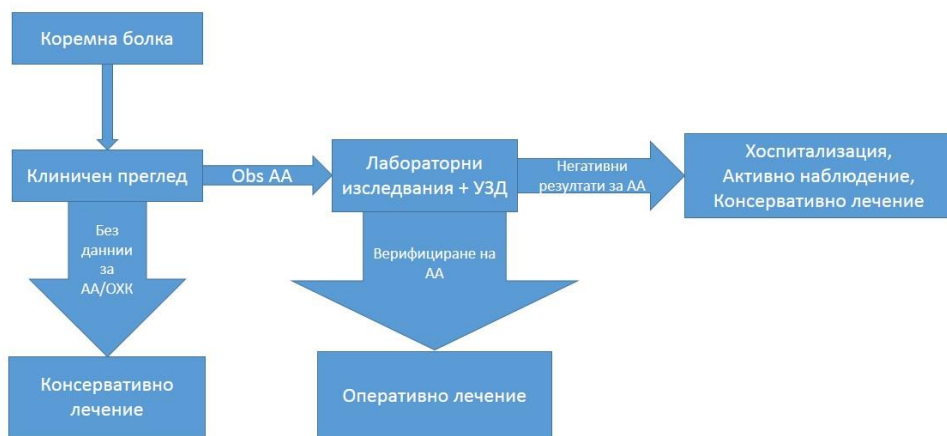 Коремна болка
Клиничен преглед
Obs AA
Лабораторни
изследвания + УЗД
Негативни
резултати за АА
Хоспитализация,
Активно наблюдение,
Консервативно лечение
Без
даннии
за
АА/ОХК
Верифициране на
АА
Консервативно
лечение
Оперативно лечение